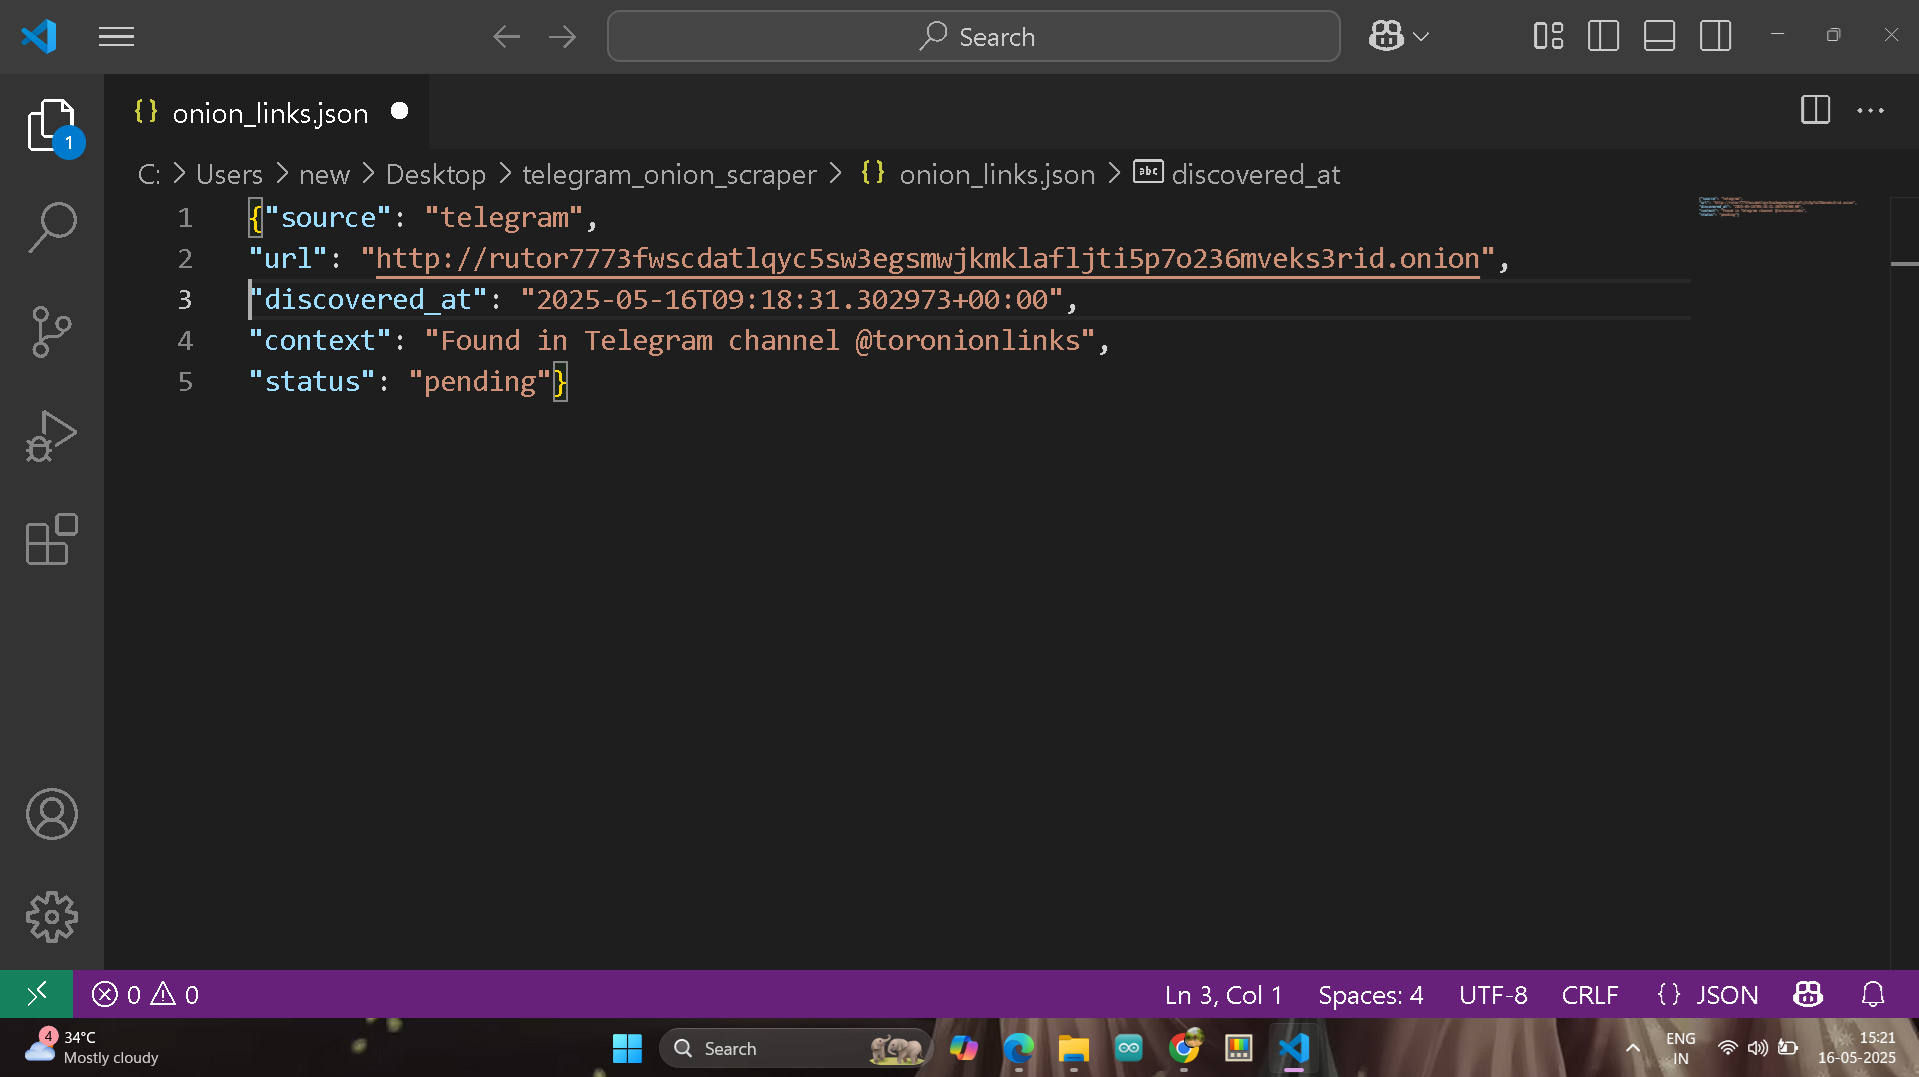 Search
1
{} onion_links.json
C: > Users > new > Desktop > telegram_onion_scraper > {} onion_links.json > abc discovered_at
1 {"source": "telegram",
2 "url": "http://rutor7773fwscdatlqyc5sw3egsmwjkmklafljti5p7o236mveks3rid.onion",
3 "discovered_at": "2025-05-16T09:18:31.302973+00:00",
4 "context": "Found in Telegram channel @toronionlinks",
5 "status": "pending"}
0 0 Ln 3, Col 1 Spaces: 4 UTF-8 CRLF {} JSON
4 34°C
Mostly cloudy
Search
ENG
IN
15:21
16-05-2025